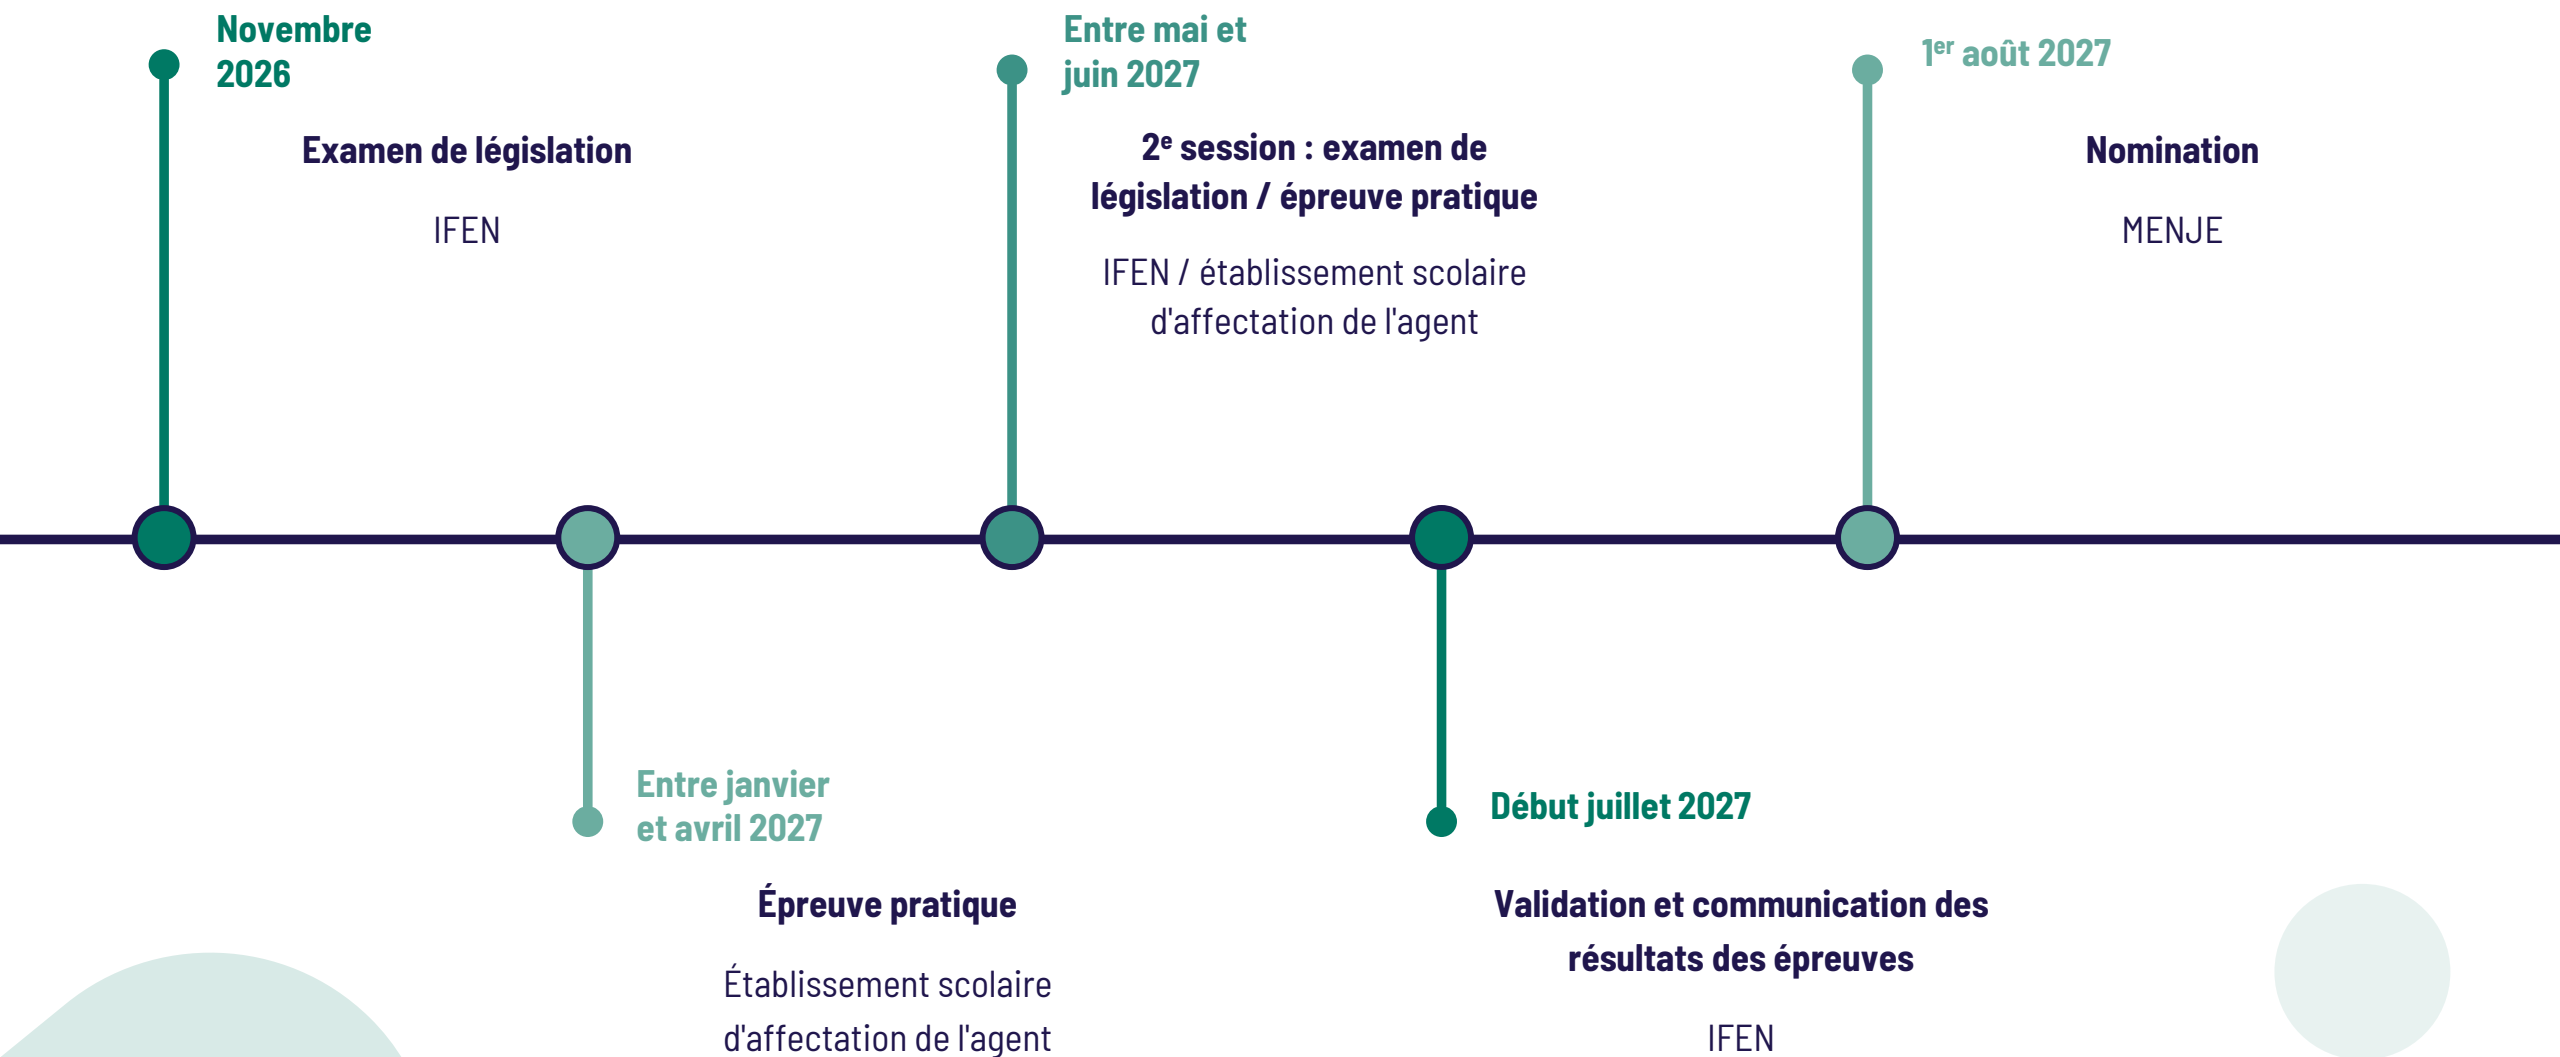 Novembre
2026
Examen de législation
IFEN
Entre janvier
et avril 2027
Épreuve pratique
Établissement scolaire
d'affectation de l'agent
Entre mai et
juin 2027
2e session : examen de
législation / épreuve pratique
IFEN / établissement scolaire
d'affectation de l'agent
Début juillet 2027
Validation et communication des
résultats des épreuves
IFEN
1er août 2027
Nomination
MENJE